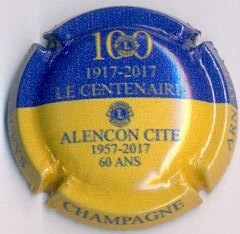 100
1917-2017
LE CENTENAIRE
ALENCON CITE
1957-2017
60 ANS
CHAMPAGNE